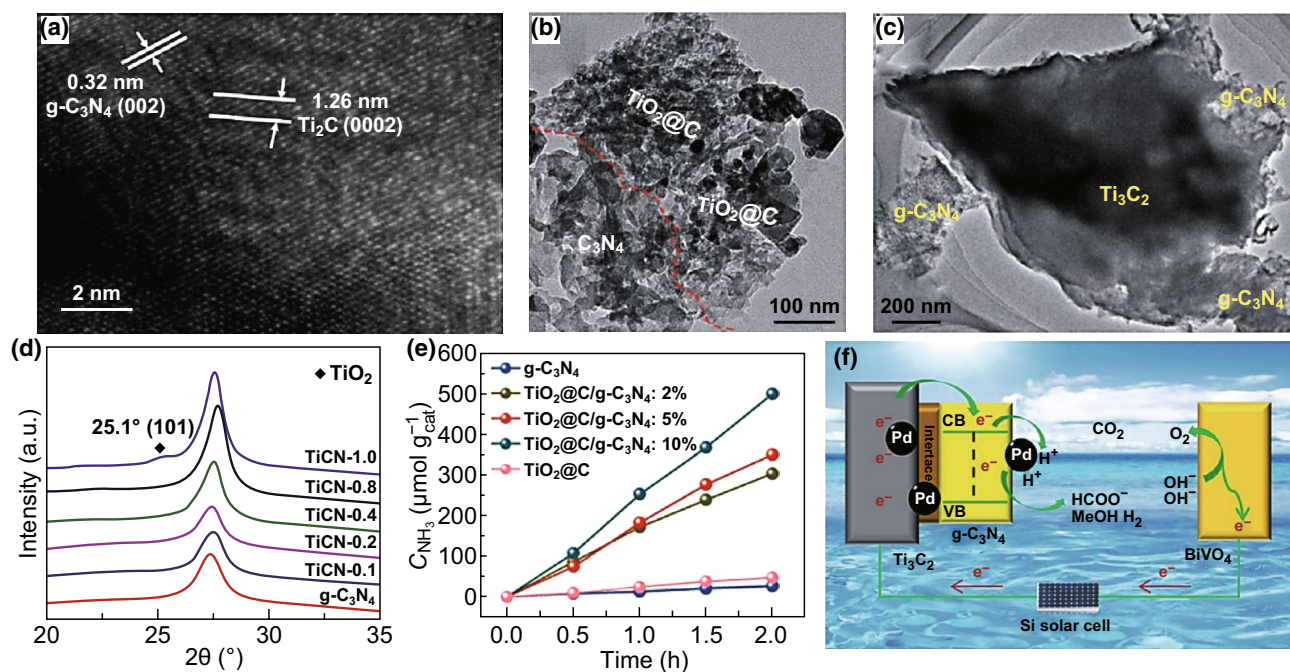 (a)
0.32 nm
g-C₃N₄ (002)
1.26 nm
Ti₂C (0002)
2 nm
(b)
TiO₂@C
TiO₂@C
C₃N₄
100 nm
(c)
g-C₃N₄
Ti₃C₂
g-C₃N₄
g-C₃N₄
200 nm
(d)
◆ TiO₂
25.1° (101)
TiCN-1.0
TiCN-0.8
TiCN-0.4
TiCN-0.2
TiCN-0.1
g-C₃N₄
Intensity (a.u.)
20 25 30 35
2θ (°)
(e)
600
500
400
300
200
100
0
C_NH₃ (μmol g⁻¹cat)
g-C₃N₄
TiO₂@C/g-C₃N₄: 2%
TiO₂@C/g-C₃N₄: 5%
TiO₂@C/g-C₃N₄: 10%
TiO₂@C
0.0 0.5 1.0 1.5 2.0
Time (h)
(f)
e⁻
e⁻
e⁻
Pd
Pd
Intertace
CB
e⁻
e⁻
VB
Pd
H⁺
H⁺
CO₂
HCOO⁻
MeOH H₂
g-C₃N₄
Ti₃C₂
O₂
OH⁻
OH⁻
e⁻
BiVO₄
e⁻
e⁻
Si solar cell